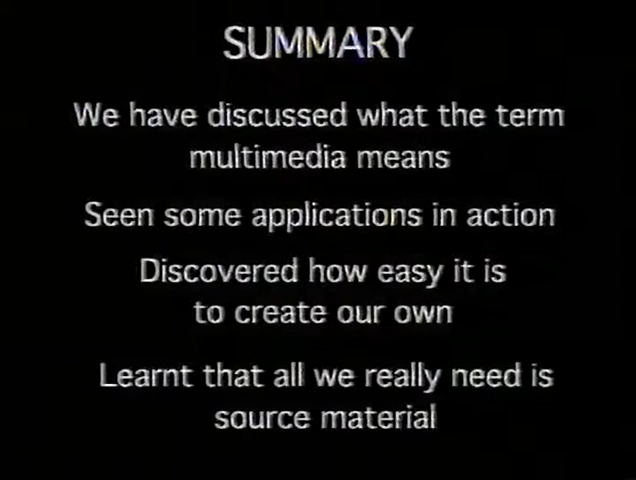 SUMMARY
We have discussed what the term
multimedia means
Seen some applications in action
Discovered how easy it is
to create our own
Learnt that all we really need is
source material